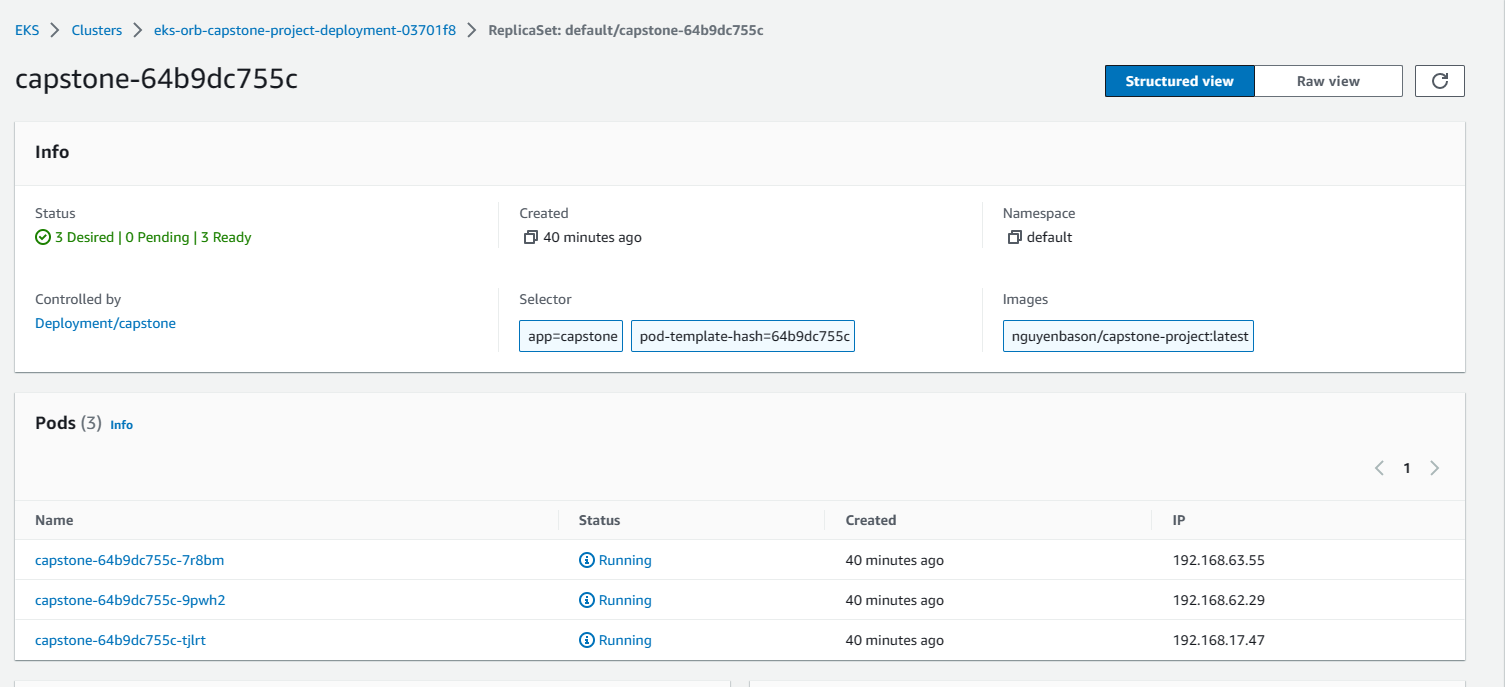 EKS Clusters eks-orb-capstone-project-deployment-03701f8 ReplicaSet: default/capstone-64b9dc755c
capstone-64b9dc755c
Structured view Raw view
Info
Status Created Namespace
3 Desired | 0 Pending | 3 Ready 40 minutes ago default
Controlled by Selector Images
Deployment/capstone app=capstone pod-template-hash=64b9dc755c nguyenbason/capstone-project:latest
Pods (3) Info
1
Name Status Created IP
capstone-64b9dc755c-7r8bm Running 40 minutes ago 192.168.63.55
capstone-64b9dc755c-9pwh2 Running 40 minutes ago 192.168.62.29
capstone-64b9dc755c-tjlrt Running 40 minutes ago 192.168.17.47